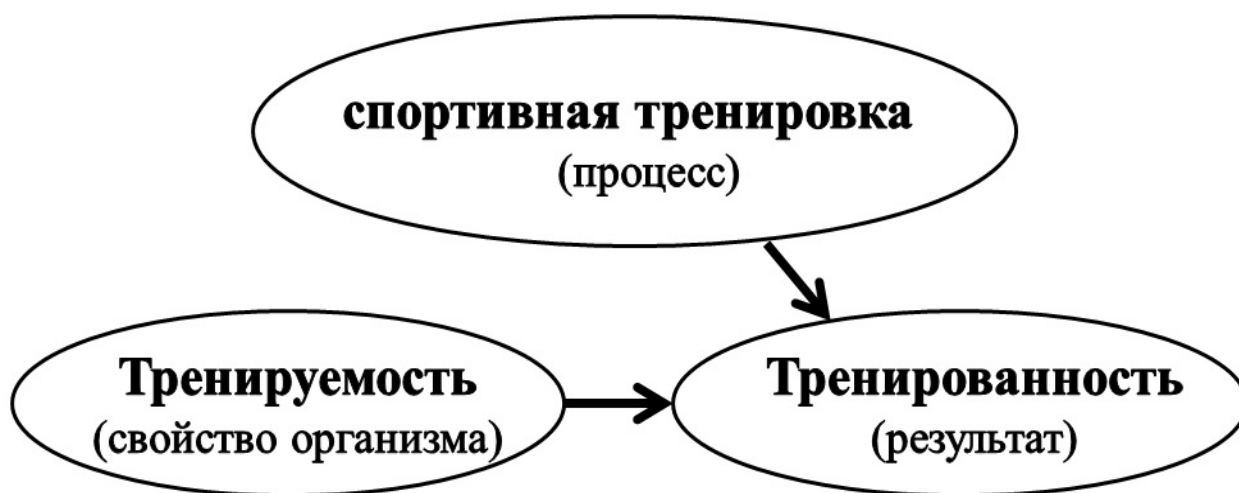 спортивная тренировка
(процесс)
Тренируемость
(свойство организма)
Тренированность
(результат)